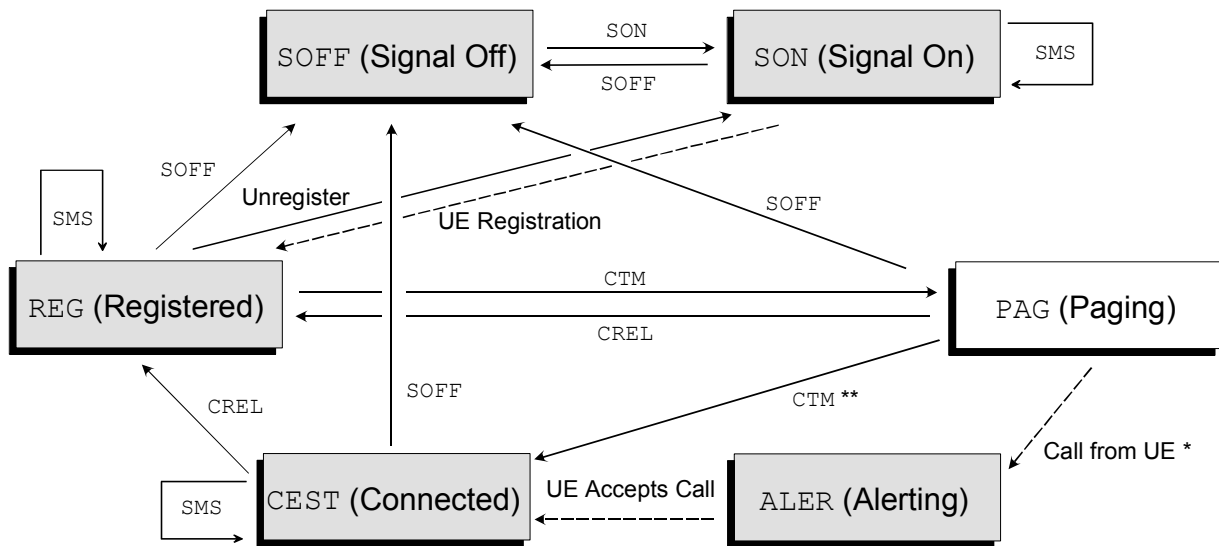 SOFF (Signal Off)
SON
SOFF
SON (Signal On)
SMS
SOFF
Unregister
UE Registration
SOFF
SMS
REG (Registered)
CTM
CREL
PAG (Paging)
CREL
SOFF
CTM **
Call from UE *
SMS
CEST (Connected)
UE Accepts Call
ALER (Alerting)